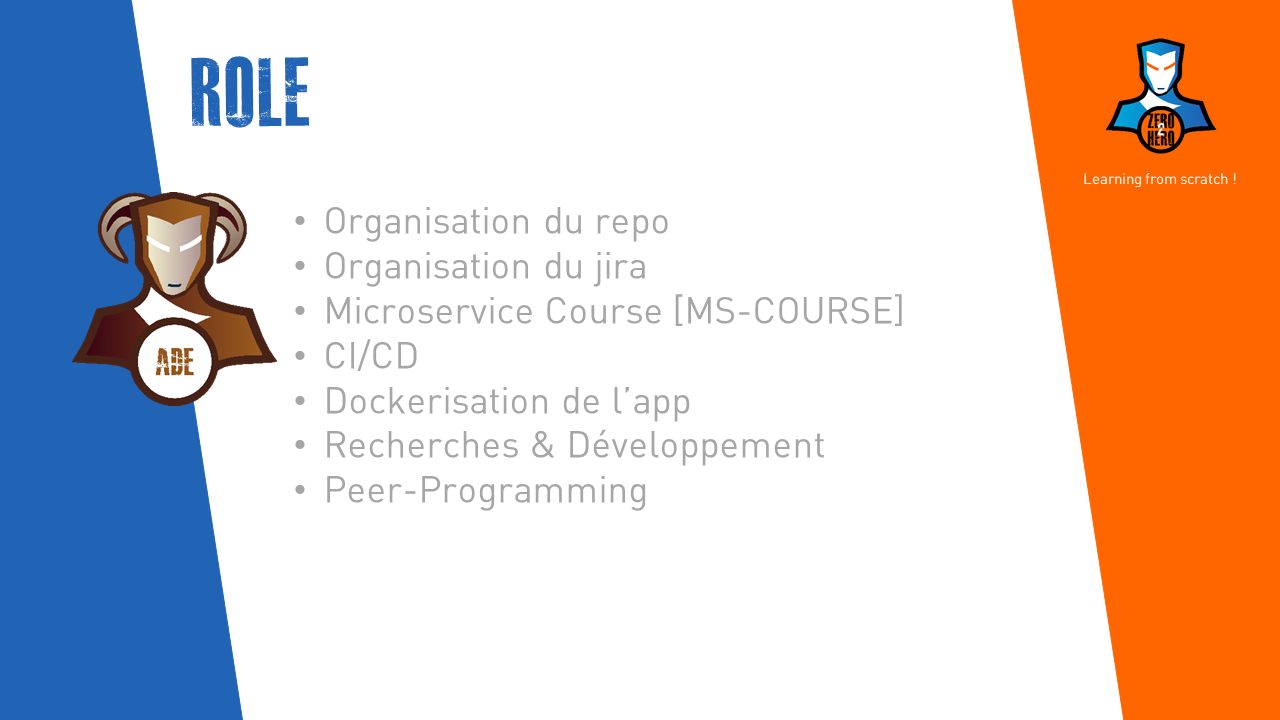 ROLE
ZERO
2
HERO
Learning from scratch !
ADE
• Organisation du repo
• Organisation du jira
• Microservice Course [MS-COURSE]
• CI/CD
• Dockerisation de l’app
• Recherches & Développement
• Peer-Programming